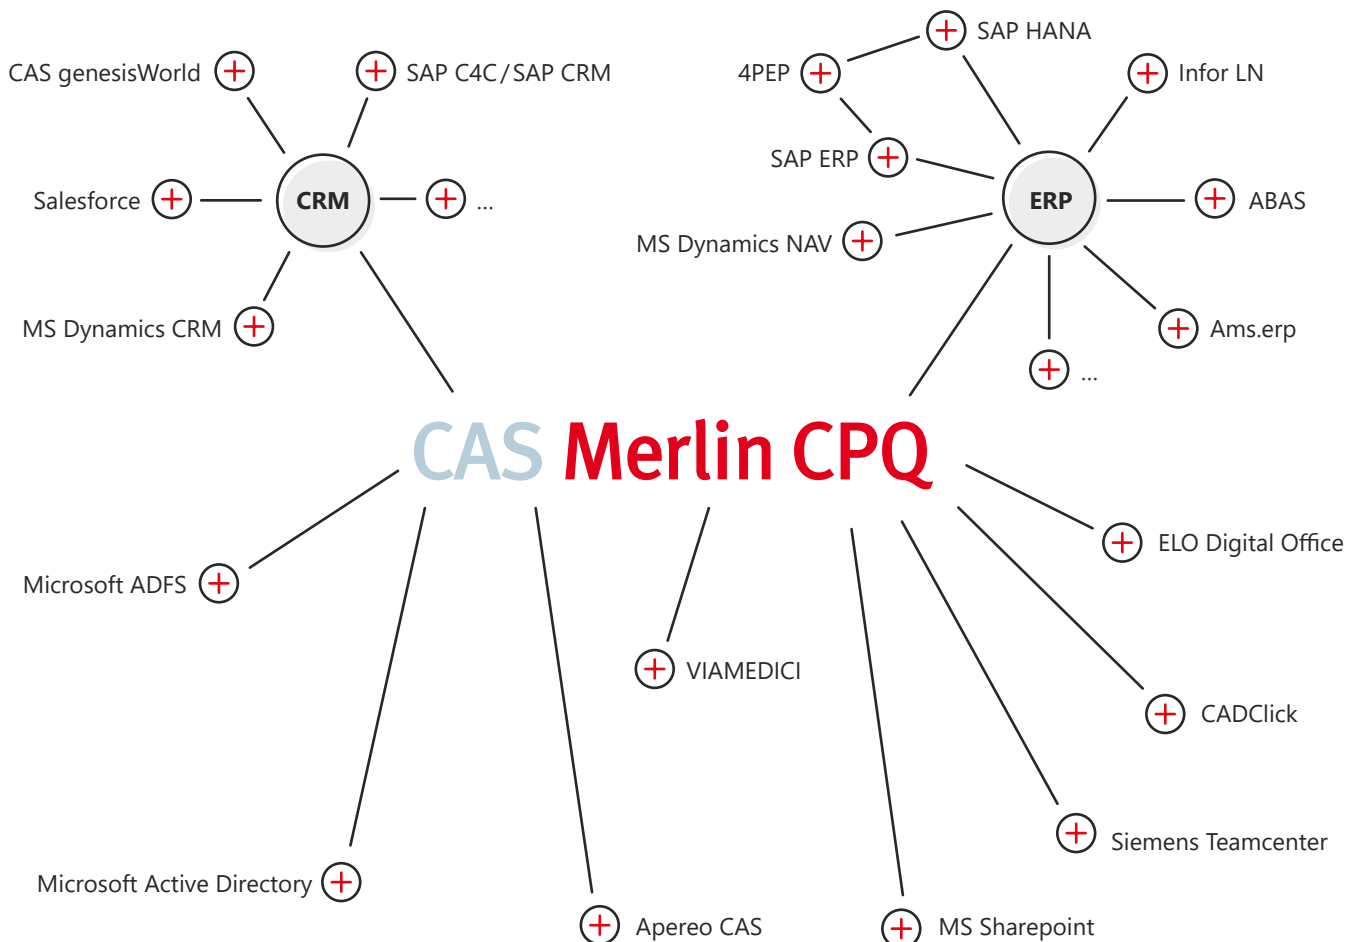 SAP HANA
CAS genesisWorld
SAP C4C/SAP CRM
4PEP
Infor LN
SAP ERP
Salesforce
CRM
...
ERP
ABAS
MS Dynamics NAV
MS Dynamics CRM
Ams.erp
...
CAS Merlin CPQ
ELO Digital Office
Microsoft ADFS
VIAMEDICI
CADClick
Siemens Teamcenter
Microsoft Active Directory
Apereo CAS
MS Sharepoint